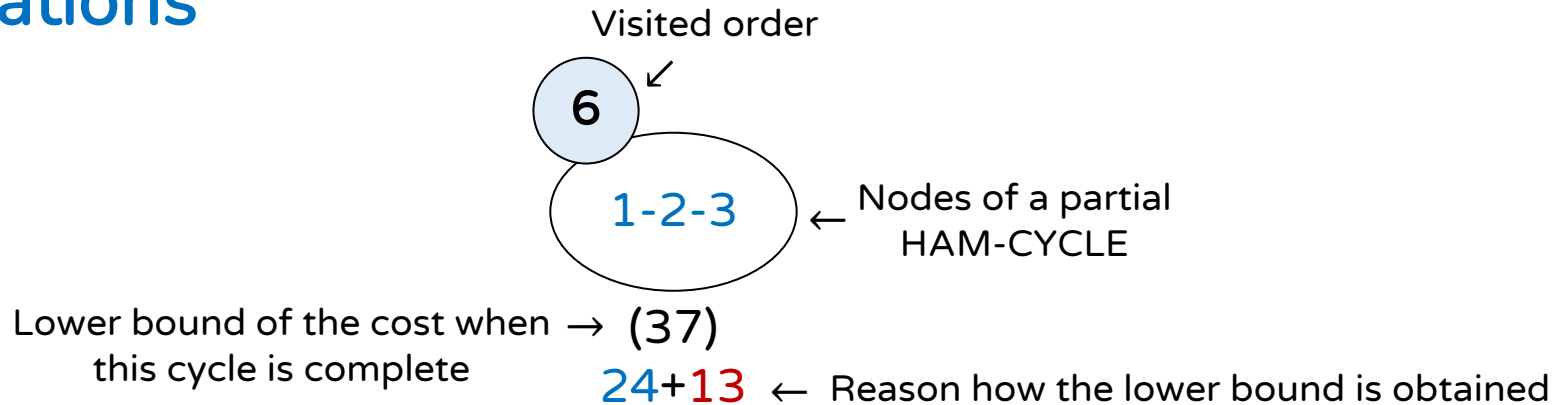 ations
Visited order
↙
6
1-2-3
← Nodes of a partial
HAM-CYCLE
Lower bound of the cost when → (37)
this cycle is complete
24+13 ← Reason how the lower bound is obtained